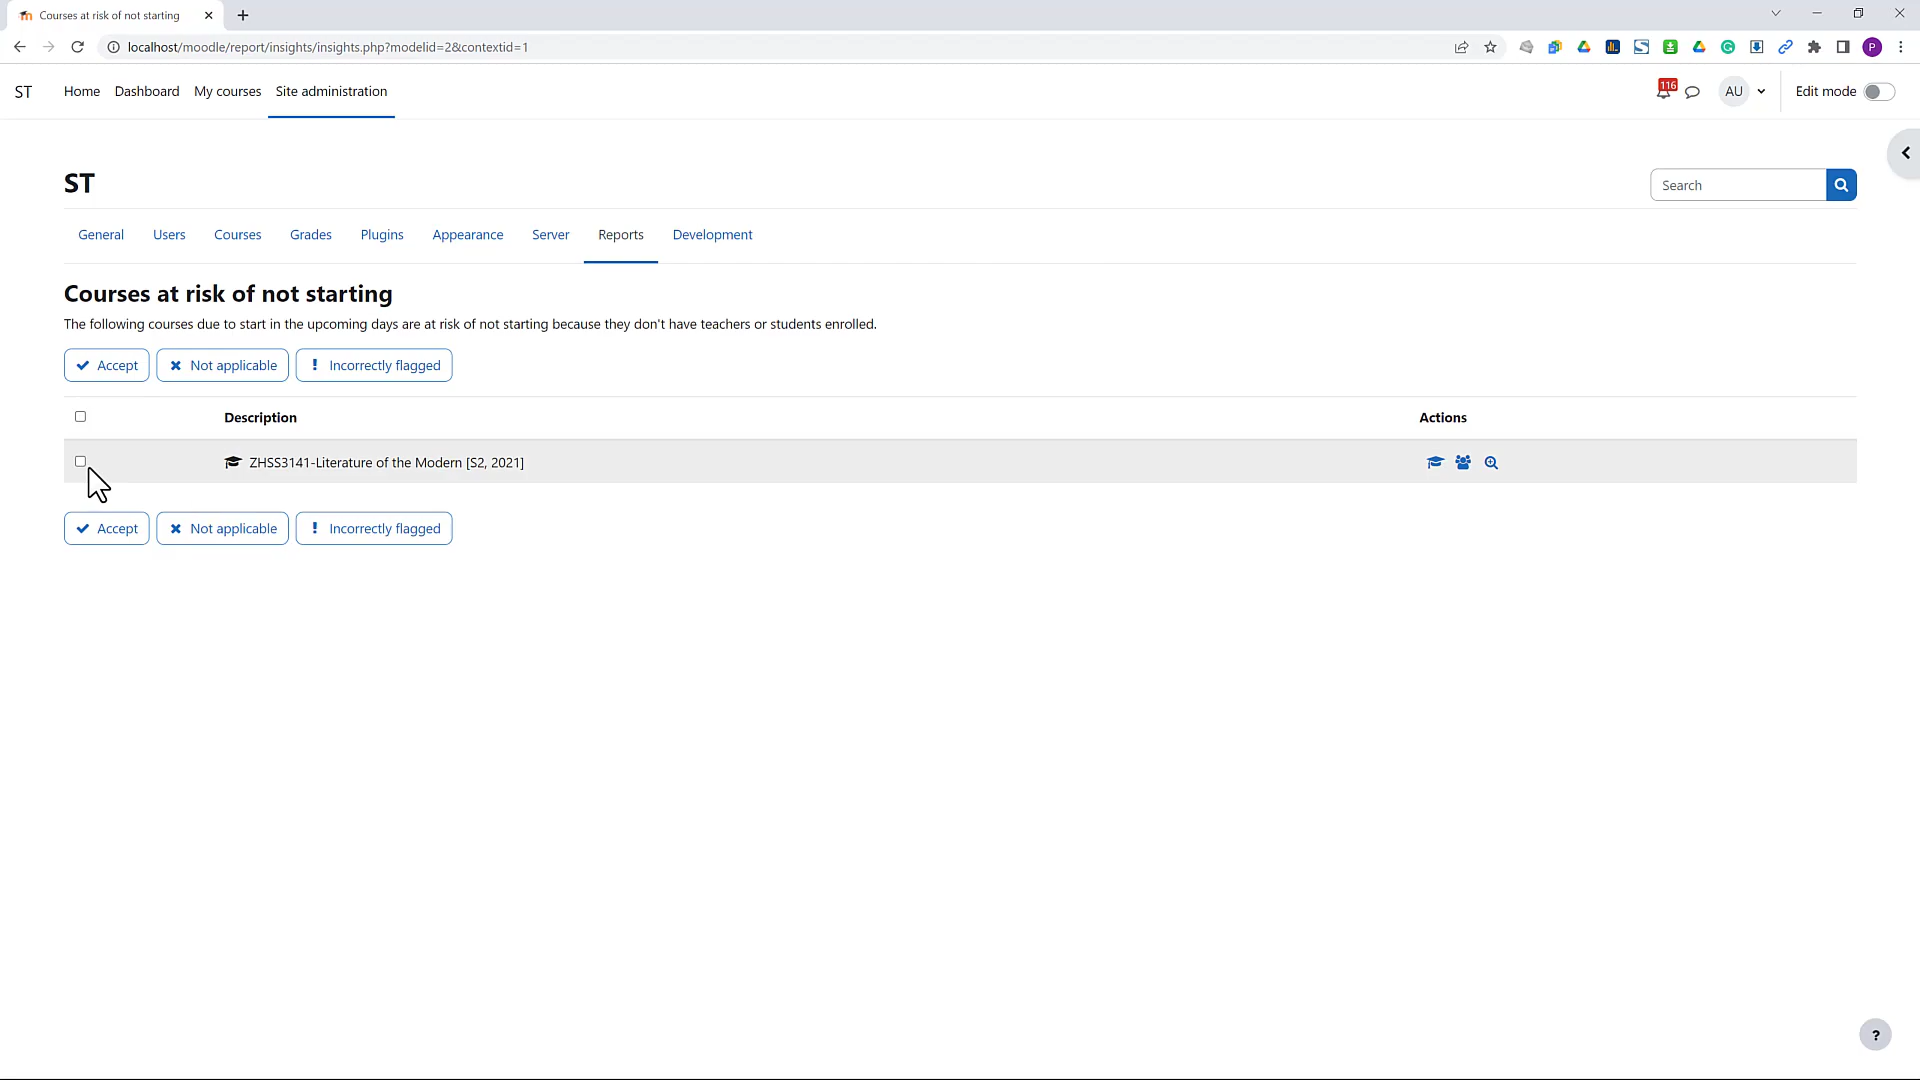 Courses at risk of not starting
localhost/moodle/report/insights/insights.php?modelid=2&contextid=1
P
ST Home Dashboard My courses Site administration 116 AU Edit mode
ST
Search
General Users Courses Grades Plugins Appearance Server Reports Development
Courses at risk of not starting
The following courses due to start in the upcoming days are at risk of not starting because they don't have teachers or students enrolled.
Accept Not applicable Incorrectly flagged
Description Actions
ZHSS3141-Literature of the Modern [S2, 2021]
Accept Not applicable Incorrectly flagged
?